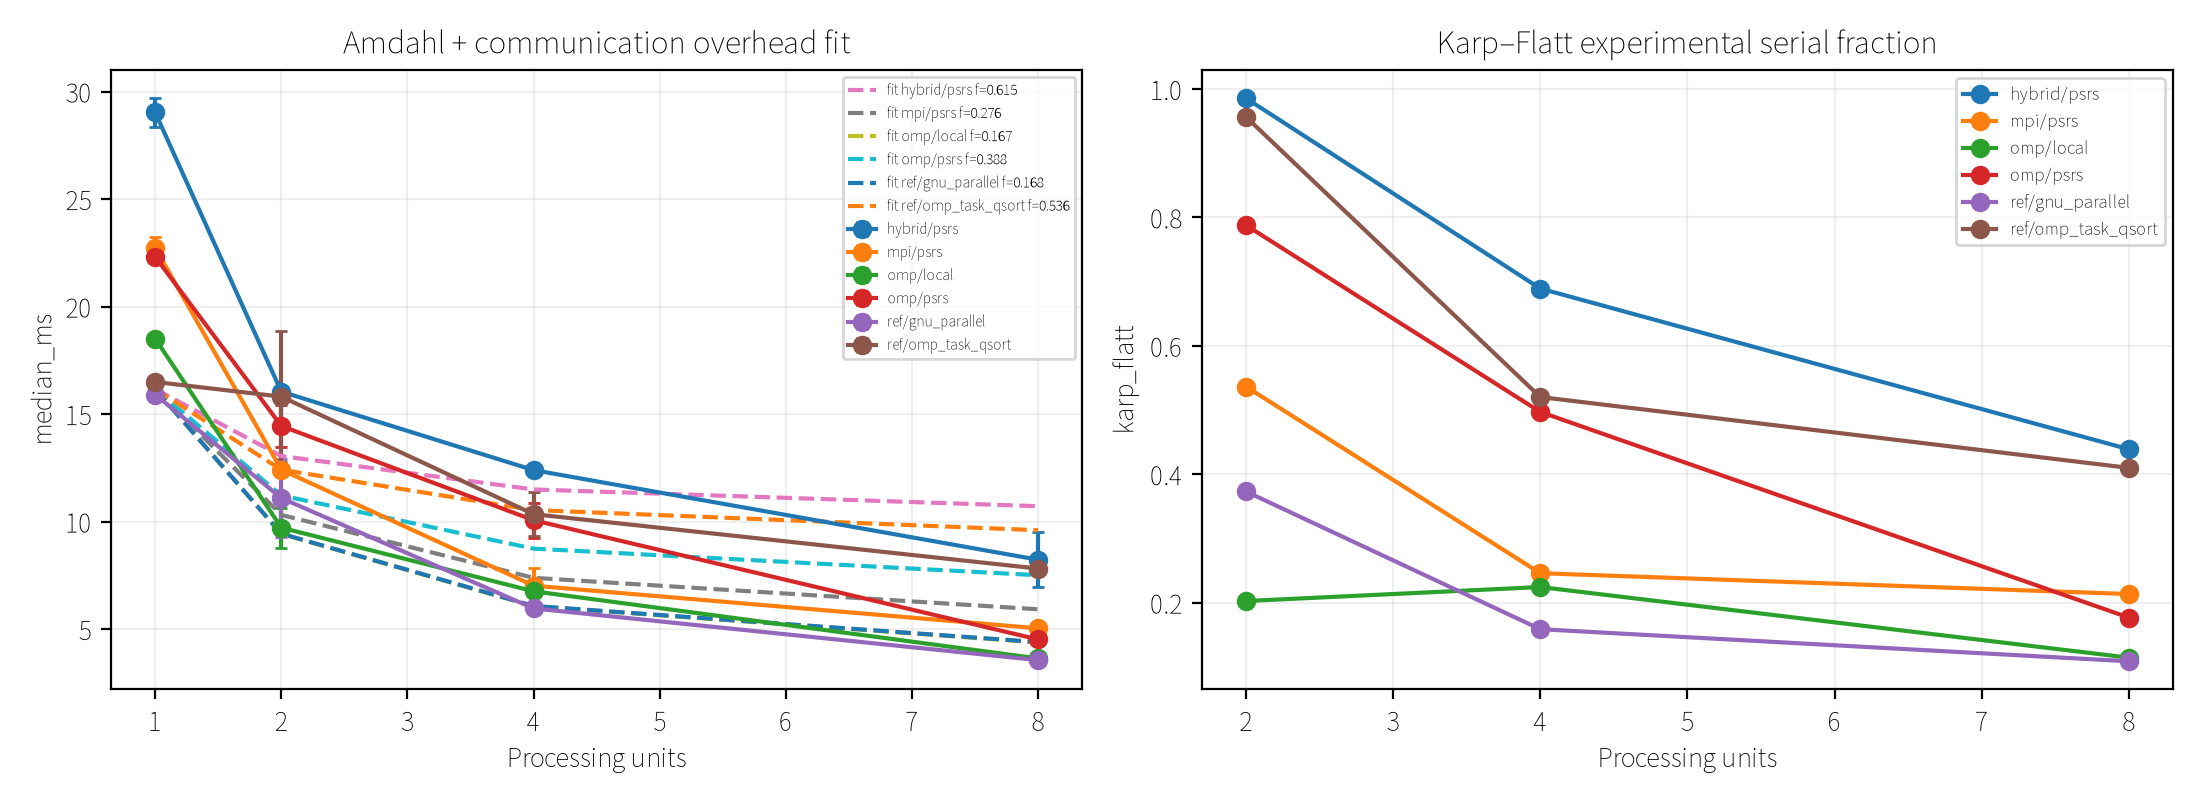 Amdahl + communication overhead fit
median_ms
30
25
20
15
10
5
1
2
3
4
5
6
7
8
Processing units
fit hybrid/psrs f=0.615
fit mpi/psrs f=0.276
fit omp/local f=0.167
fit omp/psrs f=0.388
fit ref/gnu_parallel f=0.168
fit ref/omp_task_qsort f=0.536
hybrid/psrs
mpi/psrs
omp/local
omp/psrs
ref/gnu_parallel
ref/omp_task_qsort
Karp–Flatt experimental serial fraction
karp_flatt
1.0
0.8
0.6
0.4
0.2
2
3
4
5
6
7
8
Processing units
hybrid/psrs
mpi/psrs
omp/local
omp/psrs
ref/gnu_parallel
ref/omp_task_qsort